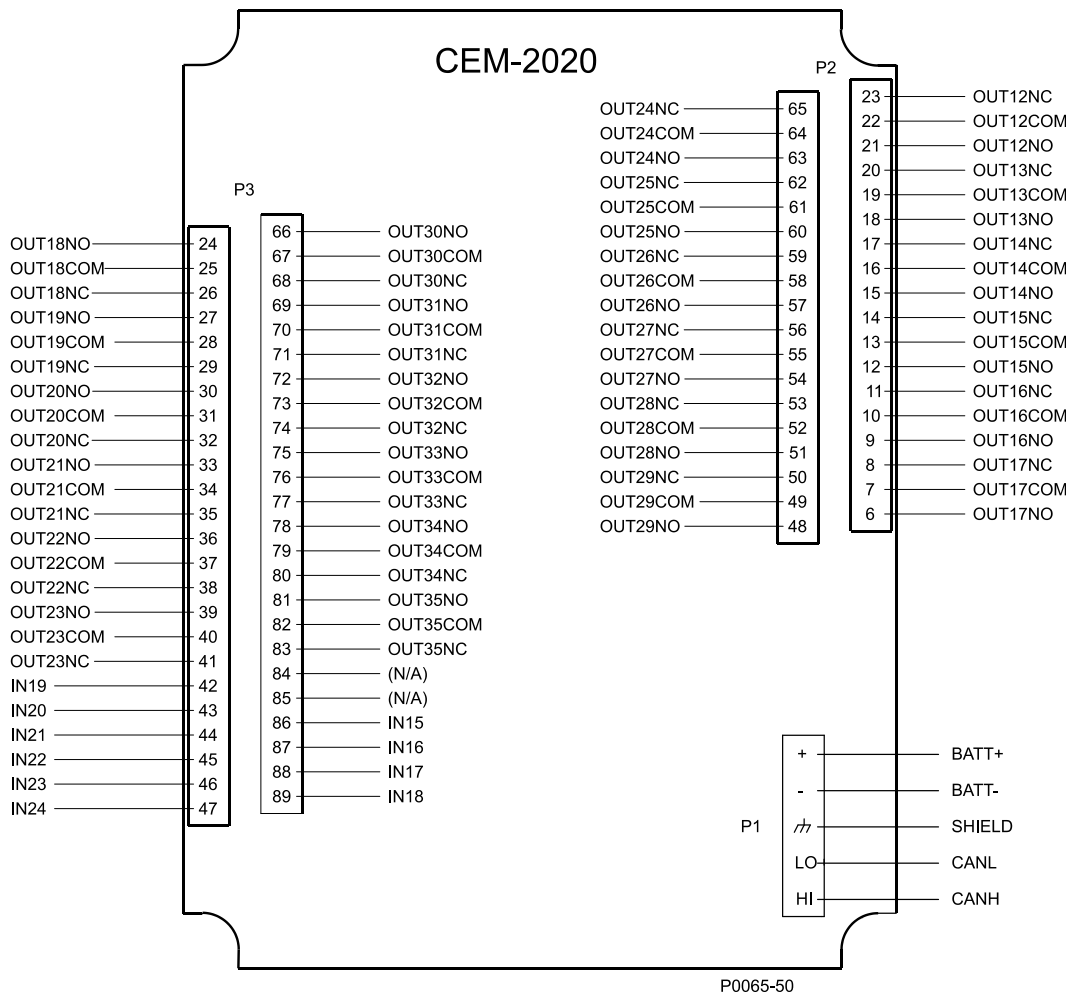 CEM-2020
P2
P3
P1
OUT18NO 24
OUT18COM 25
OUT18NC 26
OUT19NO 27
OUT19COM 28
OUT19NC 29
OUT20NO 30
OUT20COM 31
OUT20NC 32
OUT21NO 33
OUT21COM 34
OUT21NC 35
OUT22NO 36
OUT22COM 37
OUT22NC 38
OUT23NO 39
OUT23COM 40
OUT23NC 41
IN19 42
IN20 43
IN21 44
IN22 45
IN23 46
IN24 47
66 OUT30NO
67 OUT30COM
68 OUT30NC
69 OUT31NO
70 OUT31COM
71 OUT31NC
72 OUT32NO
73 OUT32COM
74 OUT32NC
75 OUT33NO
76 OUT33COM
77 OUT33NC
78 OUT34NO
79 OUT34COM
80 OUT34NC
81 OUT35NO
82 OUT35COM
83 OUT35NC
84 (N/A)
85 (N/A)
86 IN15
87 IN16
88 IN17
89 IN18
OUT24NC 65
OUT24COM 64
OUT24NO 63
OUT25NC 62
OUT25COM 61
OUT25NO 60
OUT26NC 59
OUT26COM 58
OUT26NO 57
OUT27NC 56
OUT27COM 55
OUT27NO 54
OUT28NC 53
OUT28COM 52
OUT28NO 51
OUT29NC 50
OUT29COM 49
OUT29NO 48
23 OUT12NC
22 OUT12COM
21 OUT12NO
20 OUT13NC
19 OUT13COM
18 OUT13NO
17 OUT14NC
16 OUT14COM
15 OUT14NO
14 OUT15NC
13 OUT15COM
12 OUT15NO
11 OUT16NC
10 OUT16COM
9 OUT16NO
8 OUT17NC
7 OUT17COM
6 OUT17NO
+ BATT+
- BATT-
SHIELD
LO CANL
HI CANH
P0065-50